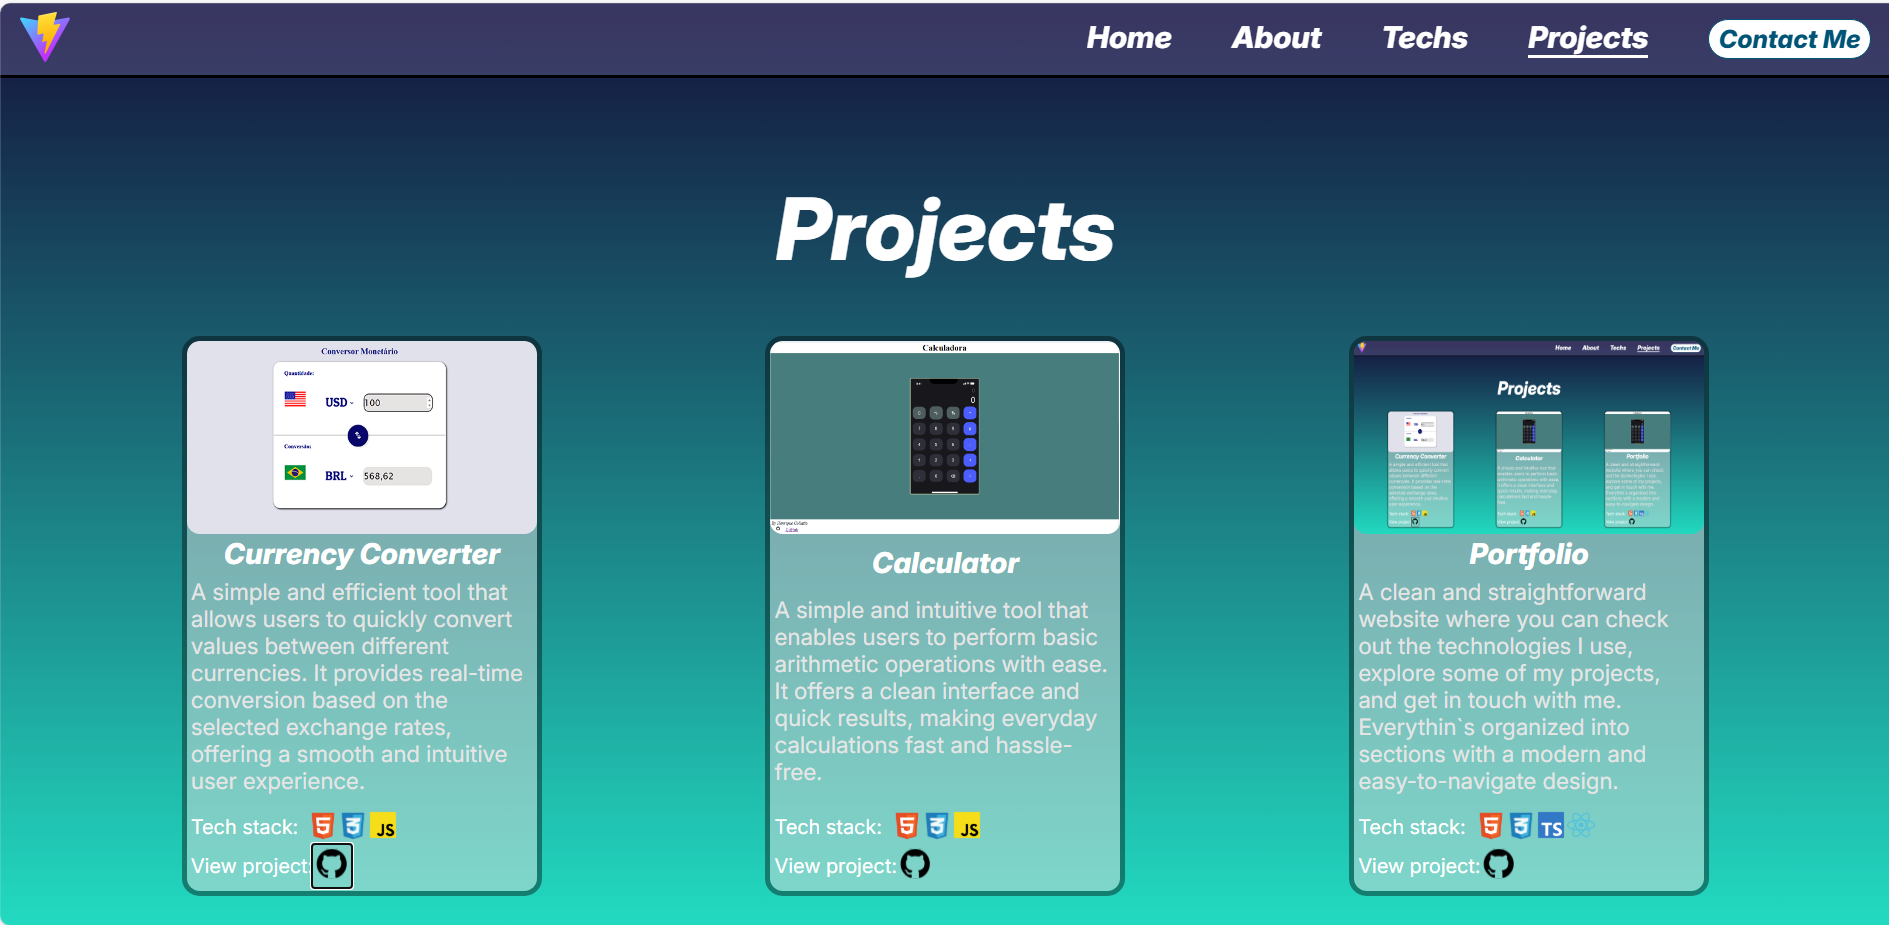 Home About Techs Projects Contact Me
Projects
Conversor Monetário
Quantidade:
USD
100
Conversão:
BRL
568,62
Currency Converter
A simple and efficient tool that
allows users to quickly convert
values between different
currencies. It provides real-time
conversion based on the
selected exchange rates,
offering a smooth and intuitive
user experience.
Tech stack: 5 3 JS
View project:
Calculadora
0
Calculator
A simple and intuitive tool that
enables users to perform basic
arithmetic operations with ease.
It offers a clean interface and
quick results, making everyday
calculations fast and hassle-
free.
Tech stack: 5 3 JS
View project:
Home About Techs Projects Contact Me
Projects
Currency Converter
Calculator
Portfolio
Portfolio
A clean and straightforward
website where you can check
out the technologies I use,
explore some of my projects,
and get in touch with me.
Everythin`s organized into
sections with a modern and
easy-to-navigate design.
Tech stack: 5 3 TS
View project: